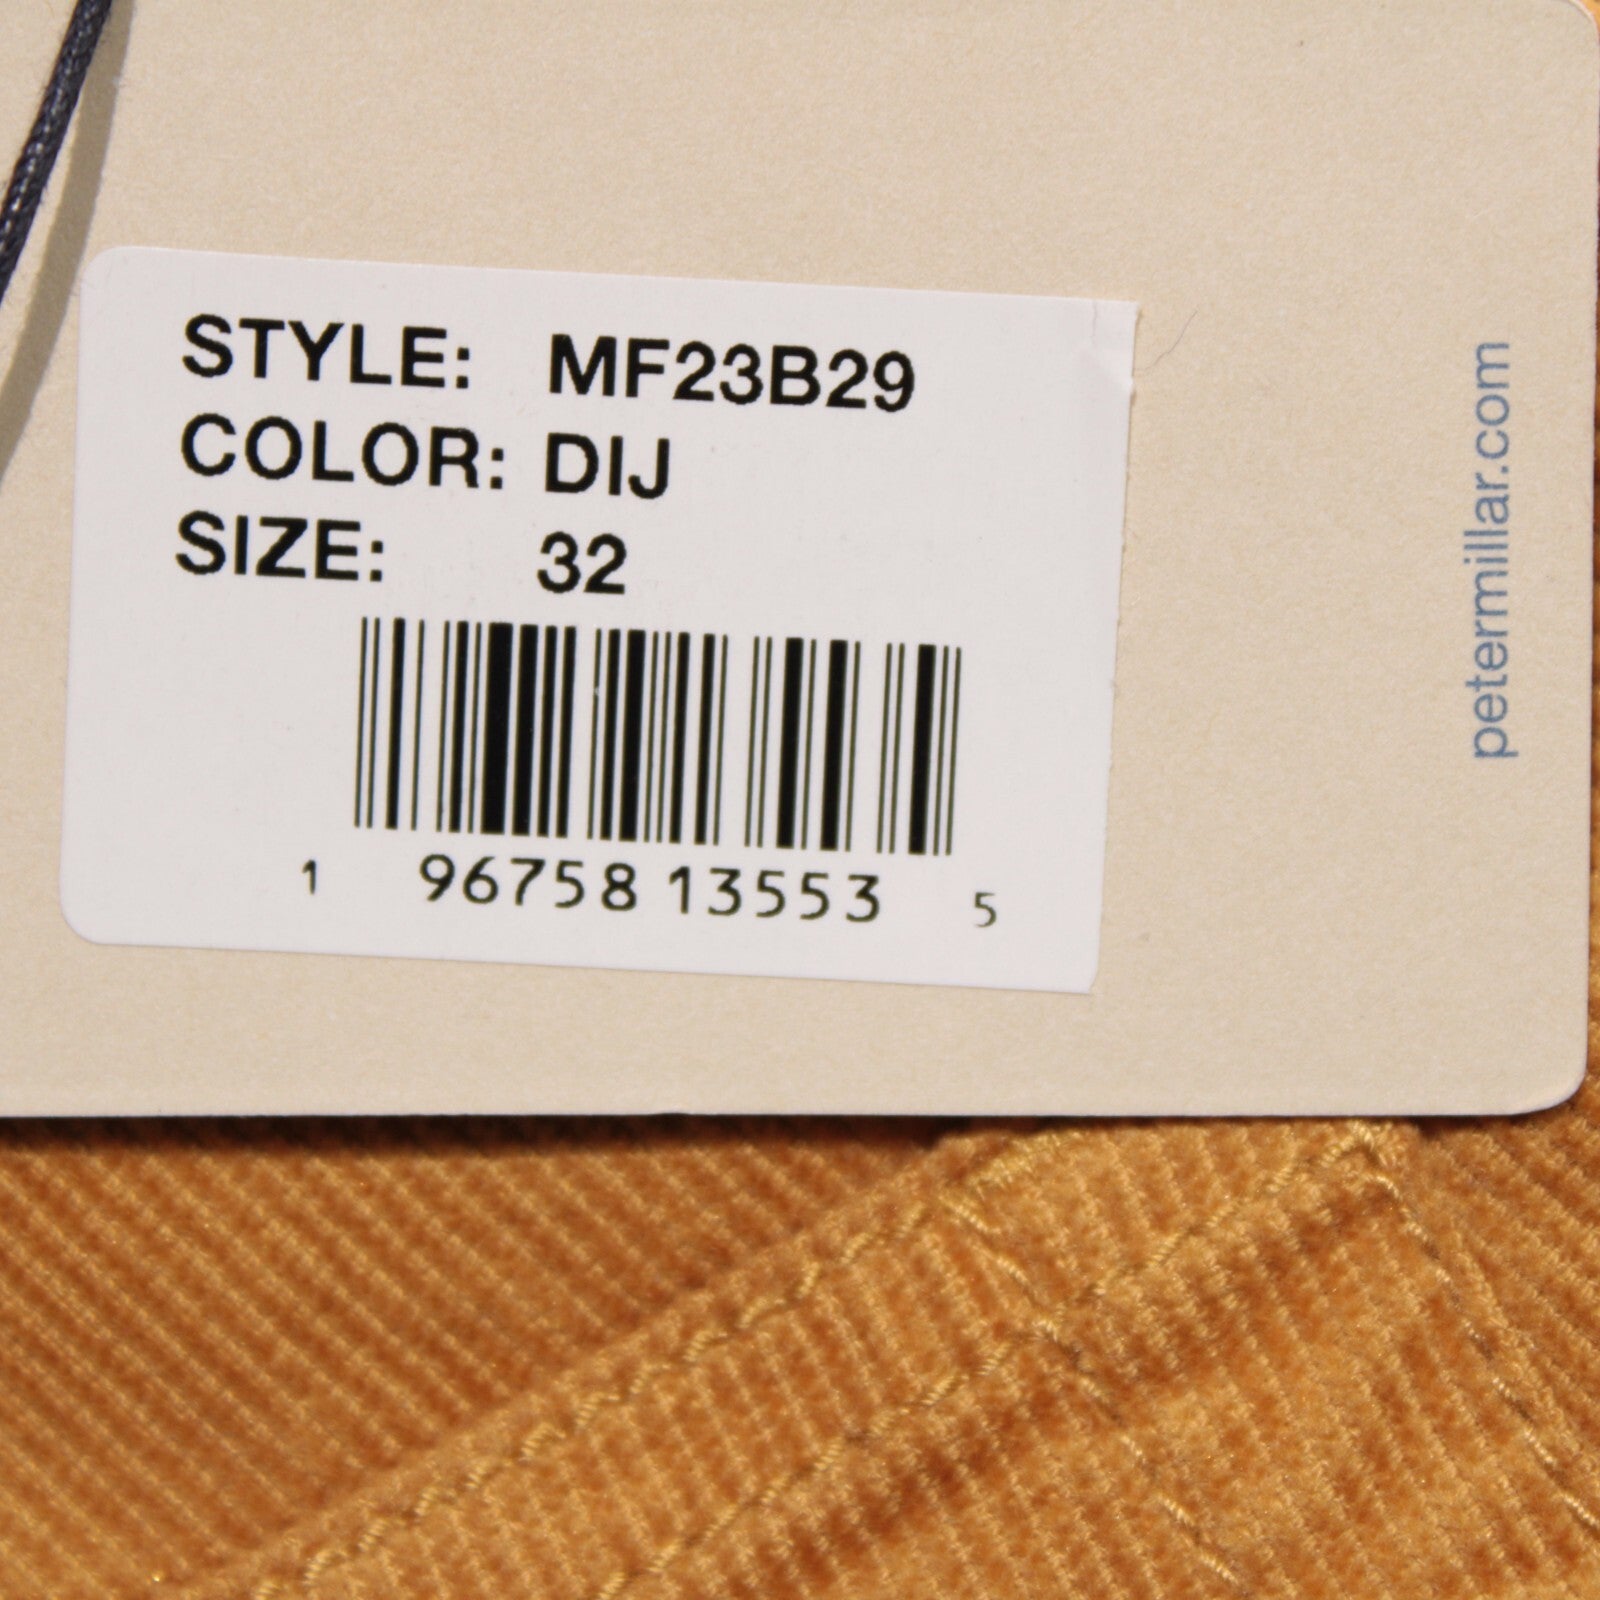 STYLE: MF23B29
COLOR: DIJ
SIZE: 32
1 96758 13553 5
petermillar.com